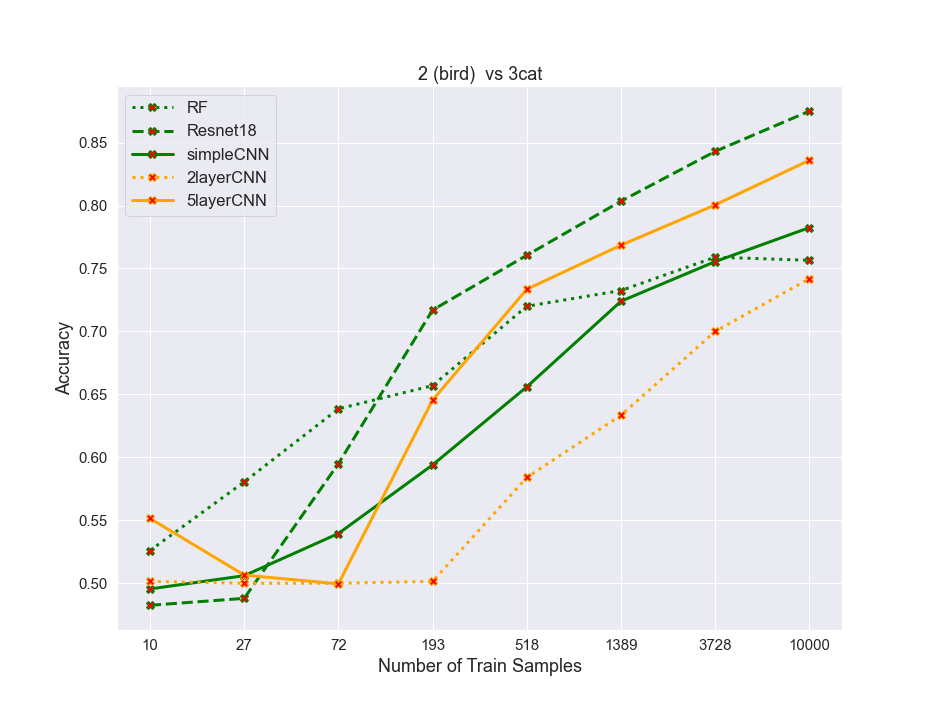 2 (bird)  vs 3cat
RF
Resnet18
simpleCNN
2layerCNN
5layerCNN
Accuracy
0.85
0.80
0.75
0.70
0.65
0.60
0.55
0.50
10 27 72 193 518 1389 3728 10000
Number of Train Samples